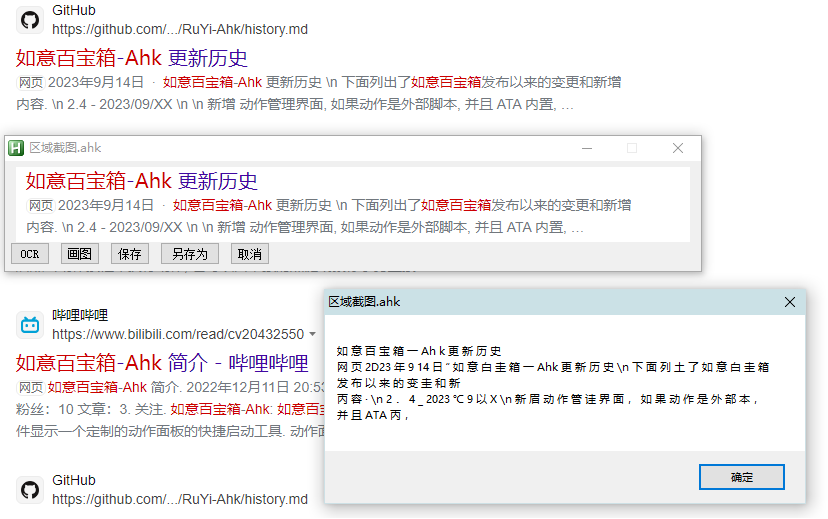 GitHub
https://github.com/.../RuYi-Ahk/history.md
如意百宝箱-Ahk 更新历史
网页 2023年9月14日 · 如意百宝箱-Ahk 更新历史 \n 下面列出了如意百宝箱发布以来的变更和新增
内容. \n 2.4 - 2023/09/XX \n \n 新增 动作管理界面, 如果动作是外部脚本, 并且 ATA 内置, …
区域截图.ahk
如意百宝箱-Ahk 更新历史
网页 2023年9月14日 · 如意百宝箱-Ahk 更新历史 \n 下面列出了如意百宝箱发布以来的变更和新增
内容. \n 2.4 - 2023/09/XX \n \n 新增 动作管理界面, 如果动作是外部脚本, 并且 ATA 内置, …
OCR 画图 保存 另存为 取消
哔哩哔哩
https://www.bilibili.com/read/cv20432550
如意百宝箱-Ahk 简介 - 哔哩哔哩
网页 如意百宝箱-Ahk 简介. 2022年12月11日 20:53
粉丝：10 文章：3. 关注. 如意百宝箱-Ahk: 如意百
件显示一个定制的动作面板的快捷启动工具. 动作面
GitHub
https://github.com/.../RuYi-Ahk/history.md
区域截图.ahk
如意百宝箱一Ahk更新历史
网页2D23年914日¨如意白圭箱一Ahk更新历史\n下面列土了如意白圭箱
发布以来的变圭和新
丙容·\n2．4_2023℃9以X\n新眉动作管诖界面，如果动作是外部本，
并且ATA丙，
确定